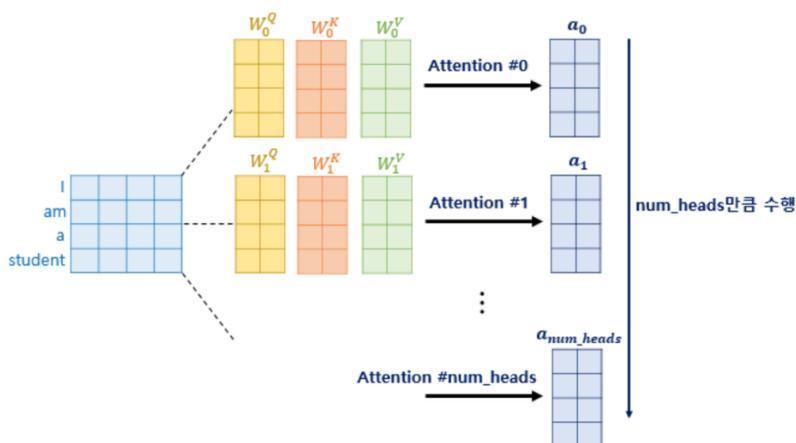 W_0^Q W_0^K W_0^V
Attention #0
a_0
W_1^Q W_1^K W_1^V
Attention #1
a_1
I
am
a
student
num_heads만큼 수행
⋮
a_num_heads
Attention #num_heads